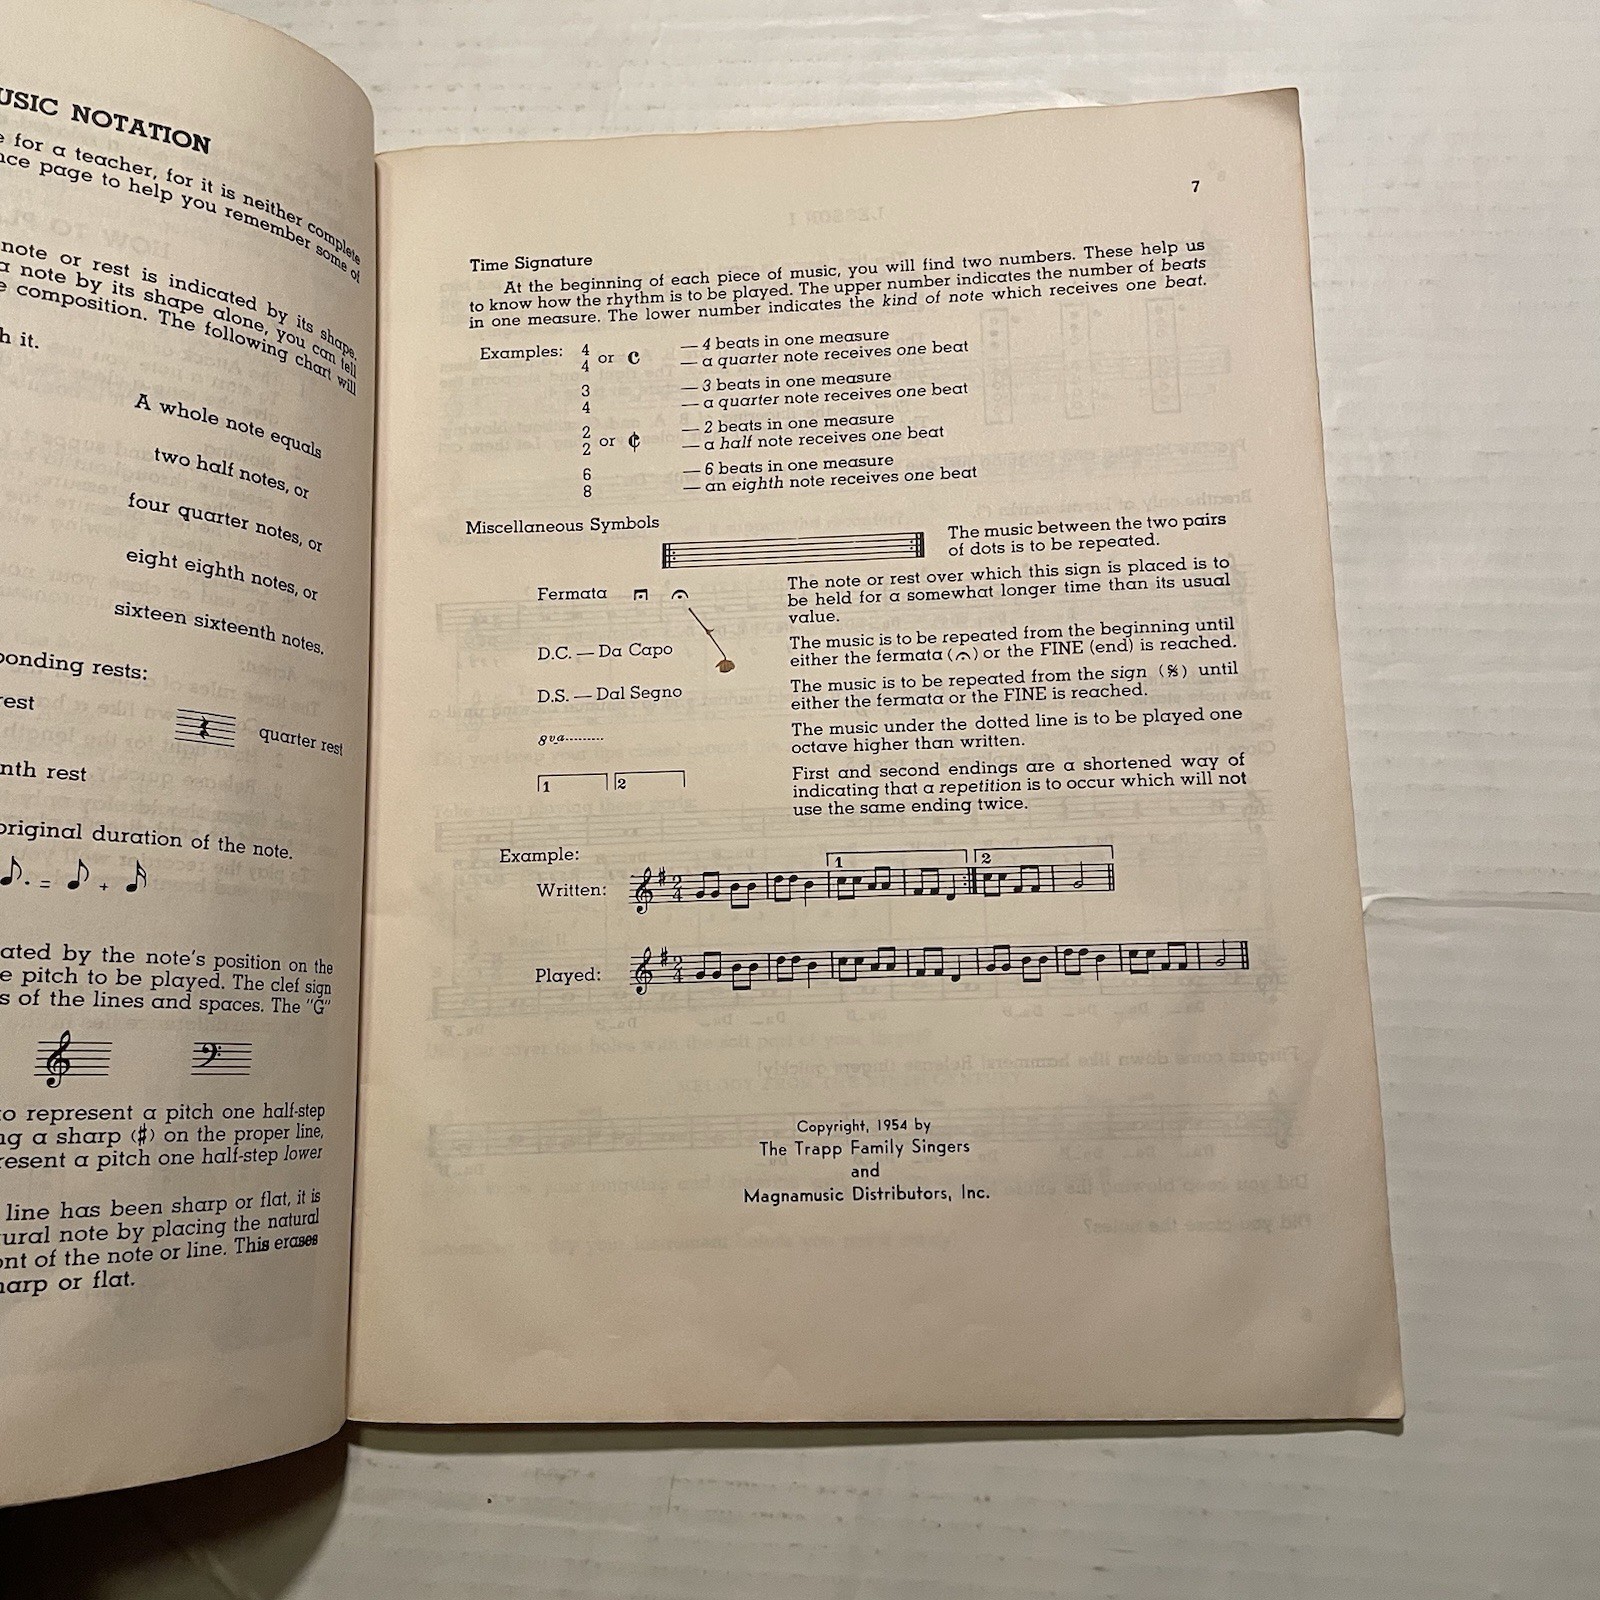 USIC NOTATION
e for a teacher, for it is neither complete
nce page to help you remember some of
note or rest is indicated by its shape.
a note by its shape alone, you can tell
e composition. The following chart will
h it.
A whole note equals
two half notes, or
four quarter notes, or
eight eighth notes, or
sixteen sixteenth notes.
ponding rests:
rest
quarter rest
nth rest
original duration of the note.
. = +
ated by the note's position on the
e pitch to be played. The clef sign
s of the lines and spaces. The "G"
to represent a pitch one half-step
ng a sharp (♯) on the proper line,
resent a pitch one half-step lower
line has been sharp or flat, it is
tural note by placing the natural
ont of the note or line. This erases
harp or flat.
7
Time Signature
At the beginning of each piece of music, you will find two numbers. These help us
to know how the rhythm is to be played. The upper number indicates the number of beats
in one measure. The lower number indicates the kind of note which receives one beat.
Examples: 4 4 or C — 4 beats in one measure
— a quarter note receives one beat
3 4 — 3 beats in one measure
— a quarter note receives one beat
2 2 or ¢ — 2 beats in one measure
— a half note receives one beat
6 8 — 6 beats in one measure
— an eighth note receives one beat
Miscellaneous Symbols
The music between the two pairs
of dots is to be repeated.
Fermata
The note or rest over which this sign is placed is to
be held for a somewhat longer time than its usual
value.
D.C. — Da Capo
The music is to be repeated from the beginning until
either the fermata (𝄐) or the FINE (end) is reached.
D.S. — Dal Segno
The music is to be repeated from the sign (𝄋) until
either the fermata or the FINE is reached.
8va.........
The music under the dotted line is to be played one
octave higher than written.
1 2
First and second endings are a shortened way of
indicating that a repetition is to occur which will not
use the same ending twice.
Example:
1 2
Written: 2 4
Played: 2 4
Copyright, 1954 by
The Trapp Family Singers
and
Magnamusic Distributors, Inc.